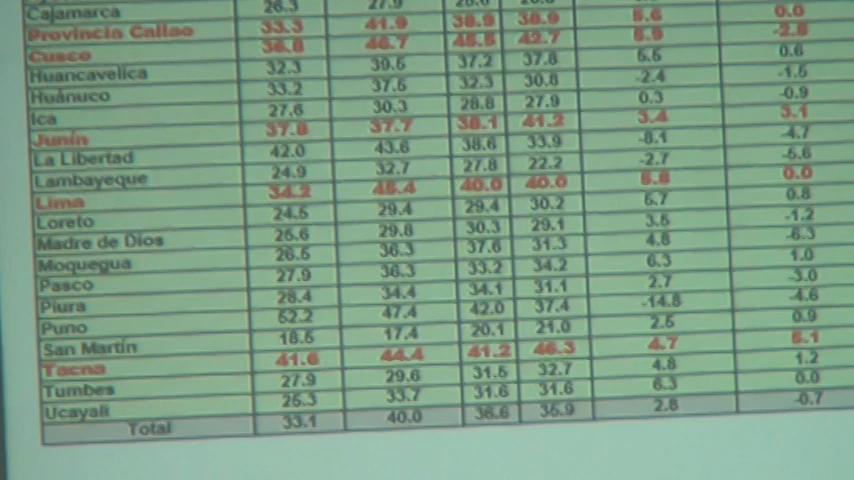 Cajamarca 26.3 27.9
Provincia Callao 33.3 41.9 38.9 38.9 5.6 0.0
Cusco 36.8 46.7 45.5 42.7 5.9 -2.8
Huancavelica 32.3 39.5 37.2 37.8 5.5 0.6
Huánuco 33.2 37.5 32.3 30.8 -2.4 -1.5
Ica 27.6 30.3 28.8 27.9 0.3 -0.9
Junín 37.8 37.7 38.1 41.2 3.4 3.1
La Libertad 42.0 43.6 38.6 33.9 -8.1 -4.7
Lambayeque 24.9 32.7 27.8 22.2 -2.7 -5.6
Lima 34.2 45.4 40.0 40.0 5.8 0.0
Loreto 24.5 29.4 29.4 30.2 5.7 0.8
Madre de Dios 25.6 29.8 30.3 29.1 3.5 -1.2
Moquegua 26.5 36.3 37.6 31.3 4.8 -6.3
Pasco 27.9 36.3 33.2 34.2 6.3 1.0
Piura 28.4 34.4 34.1 31.1 2.7 -3.0
Puno 52.2 47.4 42.0 37.4 -14.8 -4.6
San Martín 18.5 17.4 20.1 21.0 2.5 0.9
Tacna 41.6 44.4 41.2 46.3 4.7 5.1
Tumbes 27.9 29.6 31.5 32.7 4.8 1.2
Ucayali 25.3 33.7 31.6 31.6 6.3 0.0
Total 33.1 40.0 36.6 35.9 2.8 -0.7